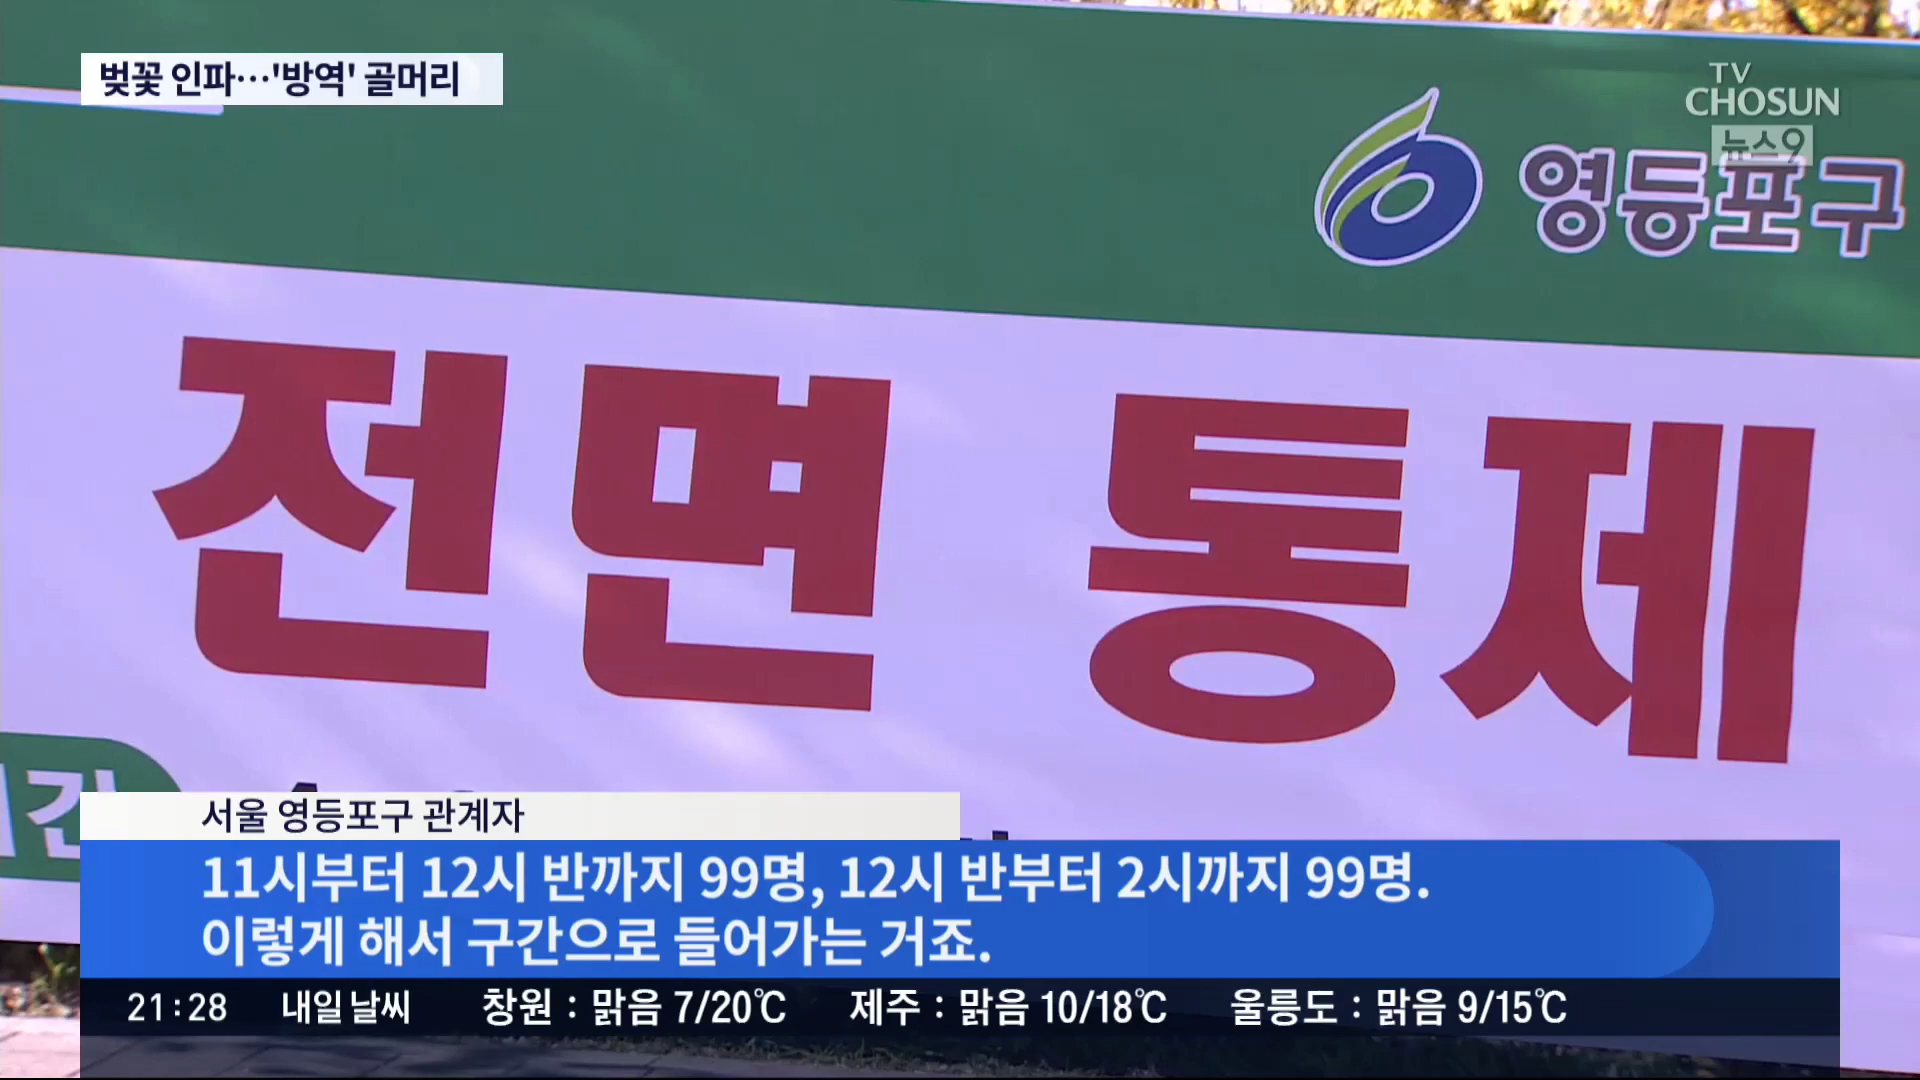 벚꽃 인파…'방역' 골머리
TV
CHOSUN
뉴스9
영등포구
전면 통제
서울 영등포구 관계자
11시부터 12시 반까지 99명, 12시 반부터 2시까지 99명.
이렇게 해서 구간으로 들어가는 거죠.
21:28 내일 날씨 창원 : 맑음 7/20℃ 제주 : 맑음 10/18℃ 울릉도 : 맑음 9/15℃